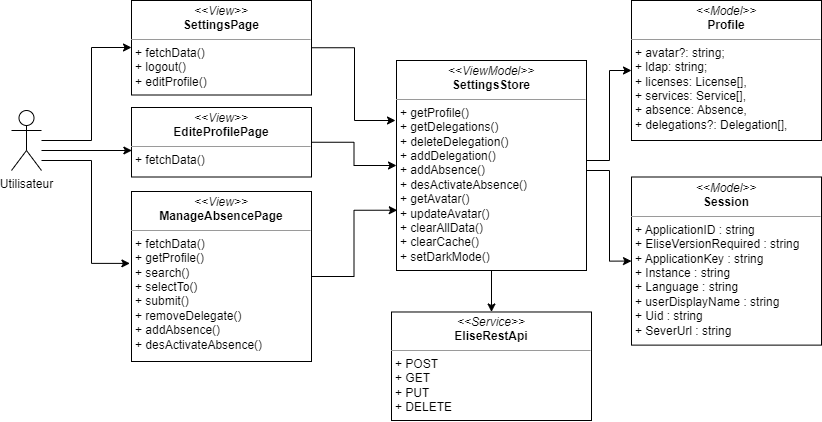 <<View>>
SettingsPage
+ fetchData()
+ logout()
+ editProfile()
<<View>>
EditeProfilePage
+ fetchData()
Utilisateur
<<View>>
ManageAbsencePage
+ fetchData()
+ getProfile()
+ search()
+ selectTo()
+ submit()
+ removeDelegate()
+ addAbsence()
+ desActivateAbsence()
<<ViewModel>>
SettingsStore
+ getProfile()
+ getDelegations()
+ deleteDelegation()
+ addDelegation()
+ addAbsence()
+ desActivateAbsence()
+ getAvatar()
+ updateAvatar()
+ clearAllData()
+ clearCache()
+ setDarkMode()
<<Service>>
EliseRestApi
+ POST
+ GET
+ PUT
+ DELETE
<<Model>>
Profile
+ avatar?: string;
+ ldap: string;
+ licenses: License[],
+ services: Service[],
+ absence: Absence,
+ delegations?: Delegation[],
<<Model>>
Session
+ ApplicationID : string
+ EliseVersionRequired : string
+ ApplicationKey : string
+ Instance : string
+ Language : string
+ userDisplayName : string
+ Uid : string
+ SeverUrl : string